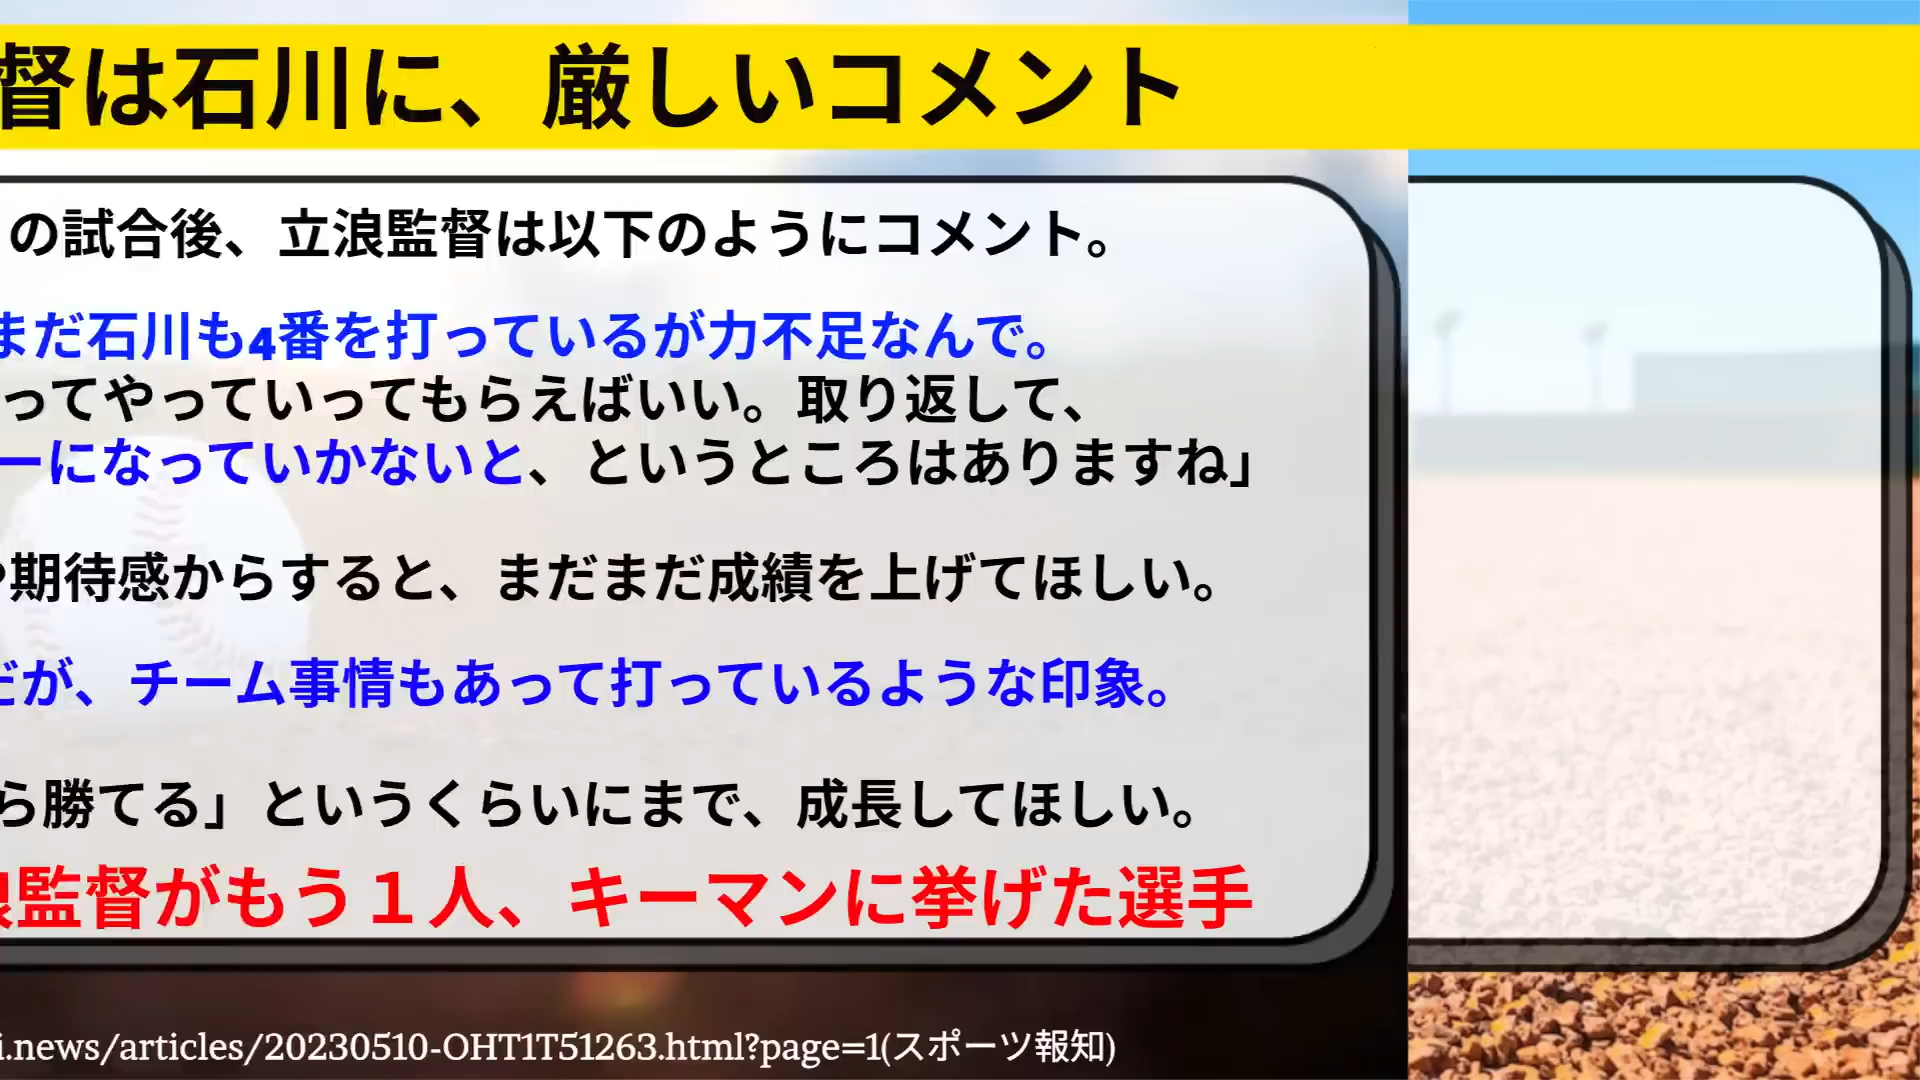 督は石川に、厳しいコメント
の試合後、立浪監督は以下のようにコメント。
まだ石川も4番を打っているが力不足なんで。
ってやっていってもらえばいい。取り返して、
ーになっていかないと、というところはありますね」
期待感からすると、まだまだ成績を上げてほしい。
だが、チーム事情もあって打っているような印象。
ら勝てる」というくらいにまで、成長してほしい。
浪監督がもう１人、キーマンに挙げた選手
i.news/articles/20230510-OHT1T51263.html?page=1(スポーツ報知)